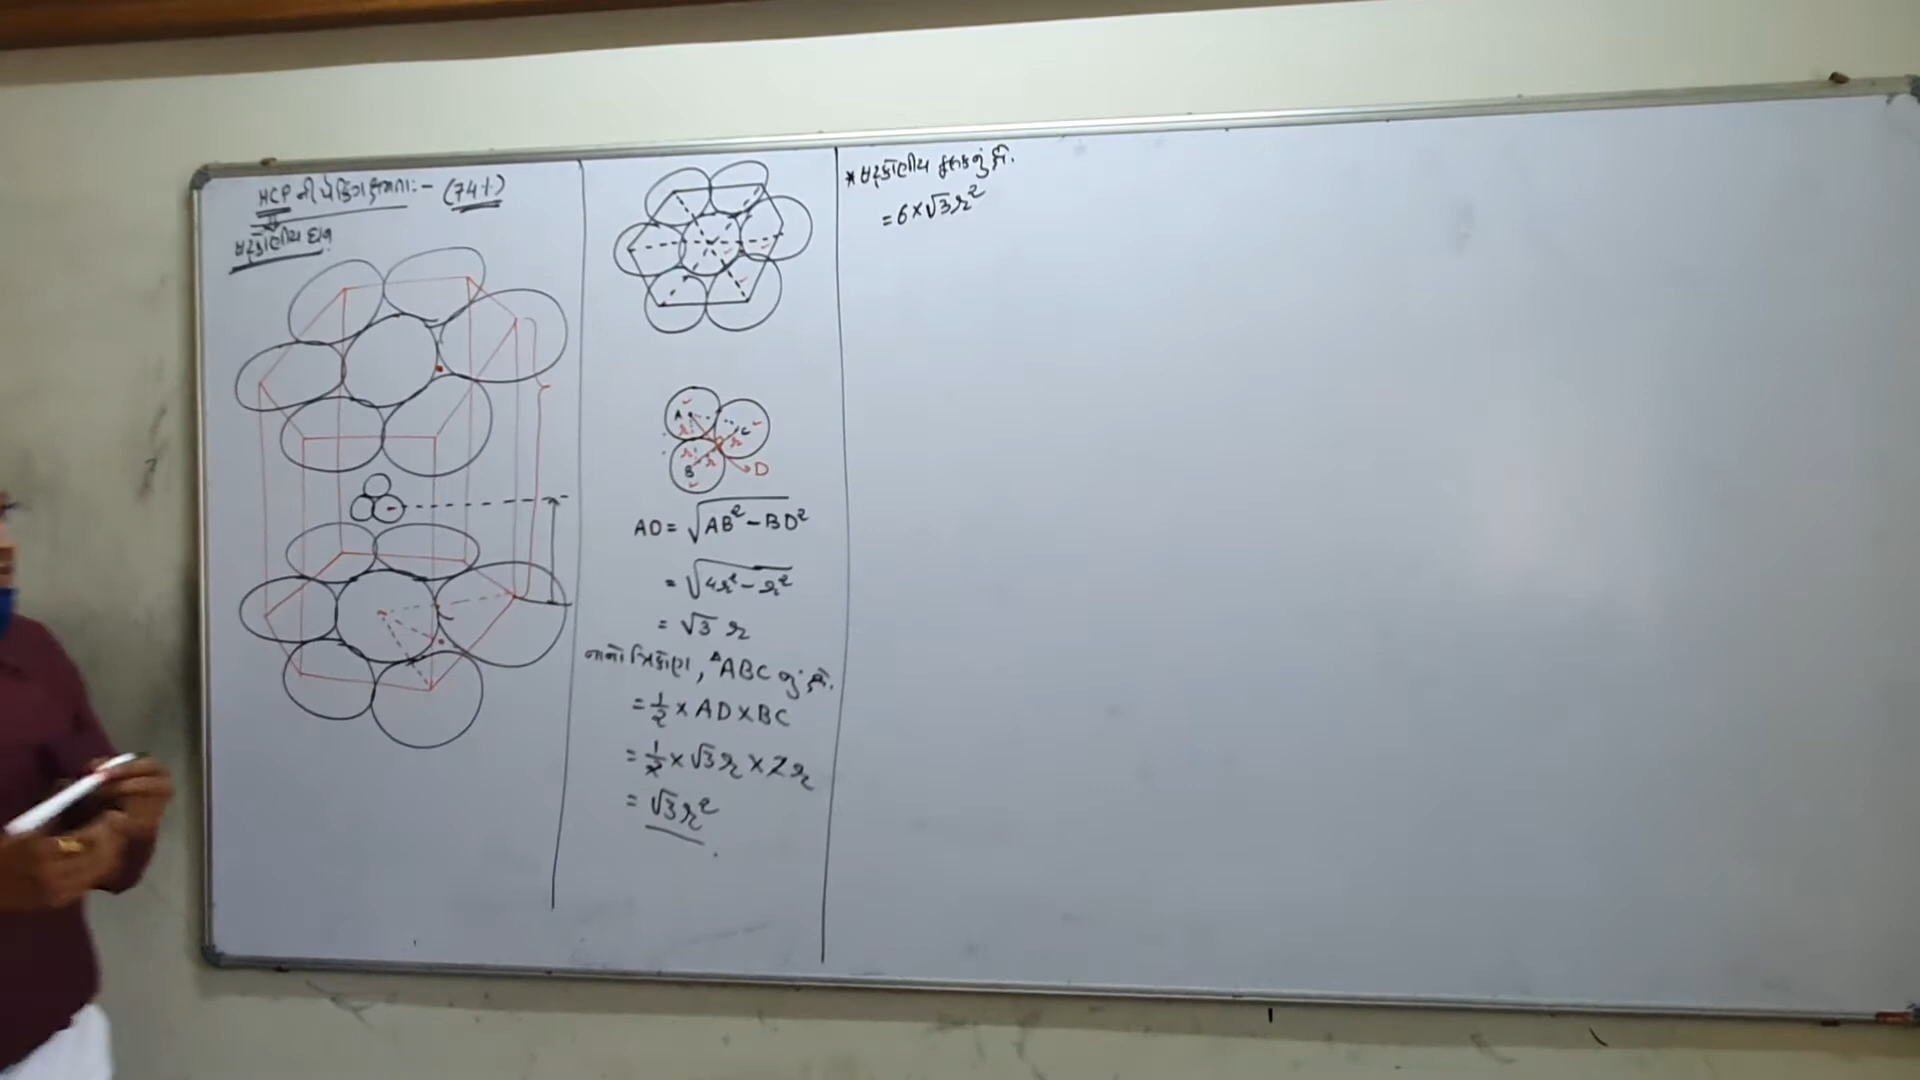 HCP ની પેકિંગ ક્ષમતા :- (74%)
ષટ્કોણીય ઘન
A
r
C
r
r
B
r
D
AD = √AB² - BD²
= √4r² - r²
= √3 r
નાનો ત્રિકોણ, △ABC નું ક્ષે.
= 1/2 × AD × BC
= 1/2 × √3 r × 2r
= √3 r²
* ષટ્કોણીય ફલકનું ક્ષે.
= 6 × √3 r²